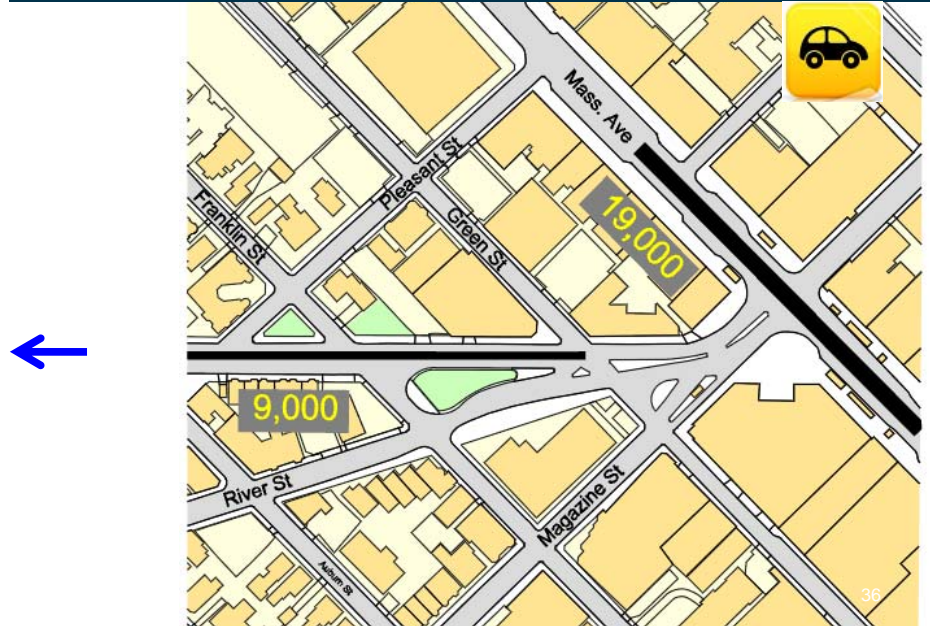 Mass. Ave
Pleasant St
Franklin St
Green St
19,000
9,000
River St
Magazine St
Auburn St
36